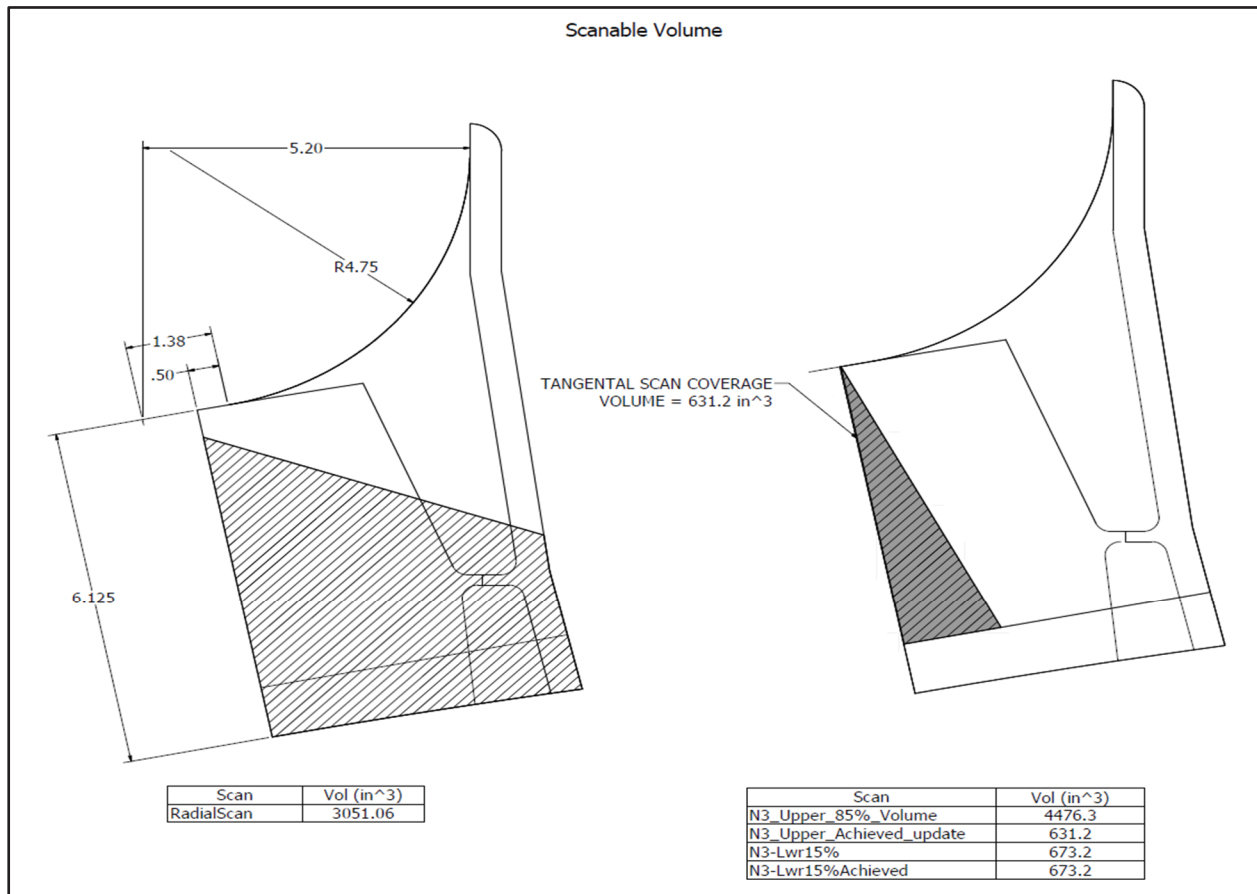 Scanable Volume
5.20
R4.75
1.38
.50
6.125
TANGENTAL SCAN COVERAGE
VOLUME = 631.2 in^3
Scan Vol (in^3)
RadialScan 3051.06
Scan Vol (in^3)
N3_Upper_85%_Volume 4476.3
N3_Upper_Achieved_update 631.2
N3-Lwr15% 673.2
N3-Lwr15%Achieved 673.2